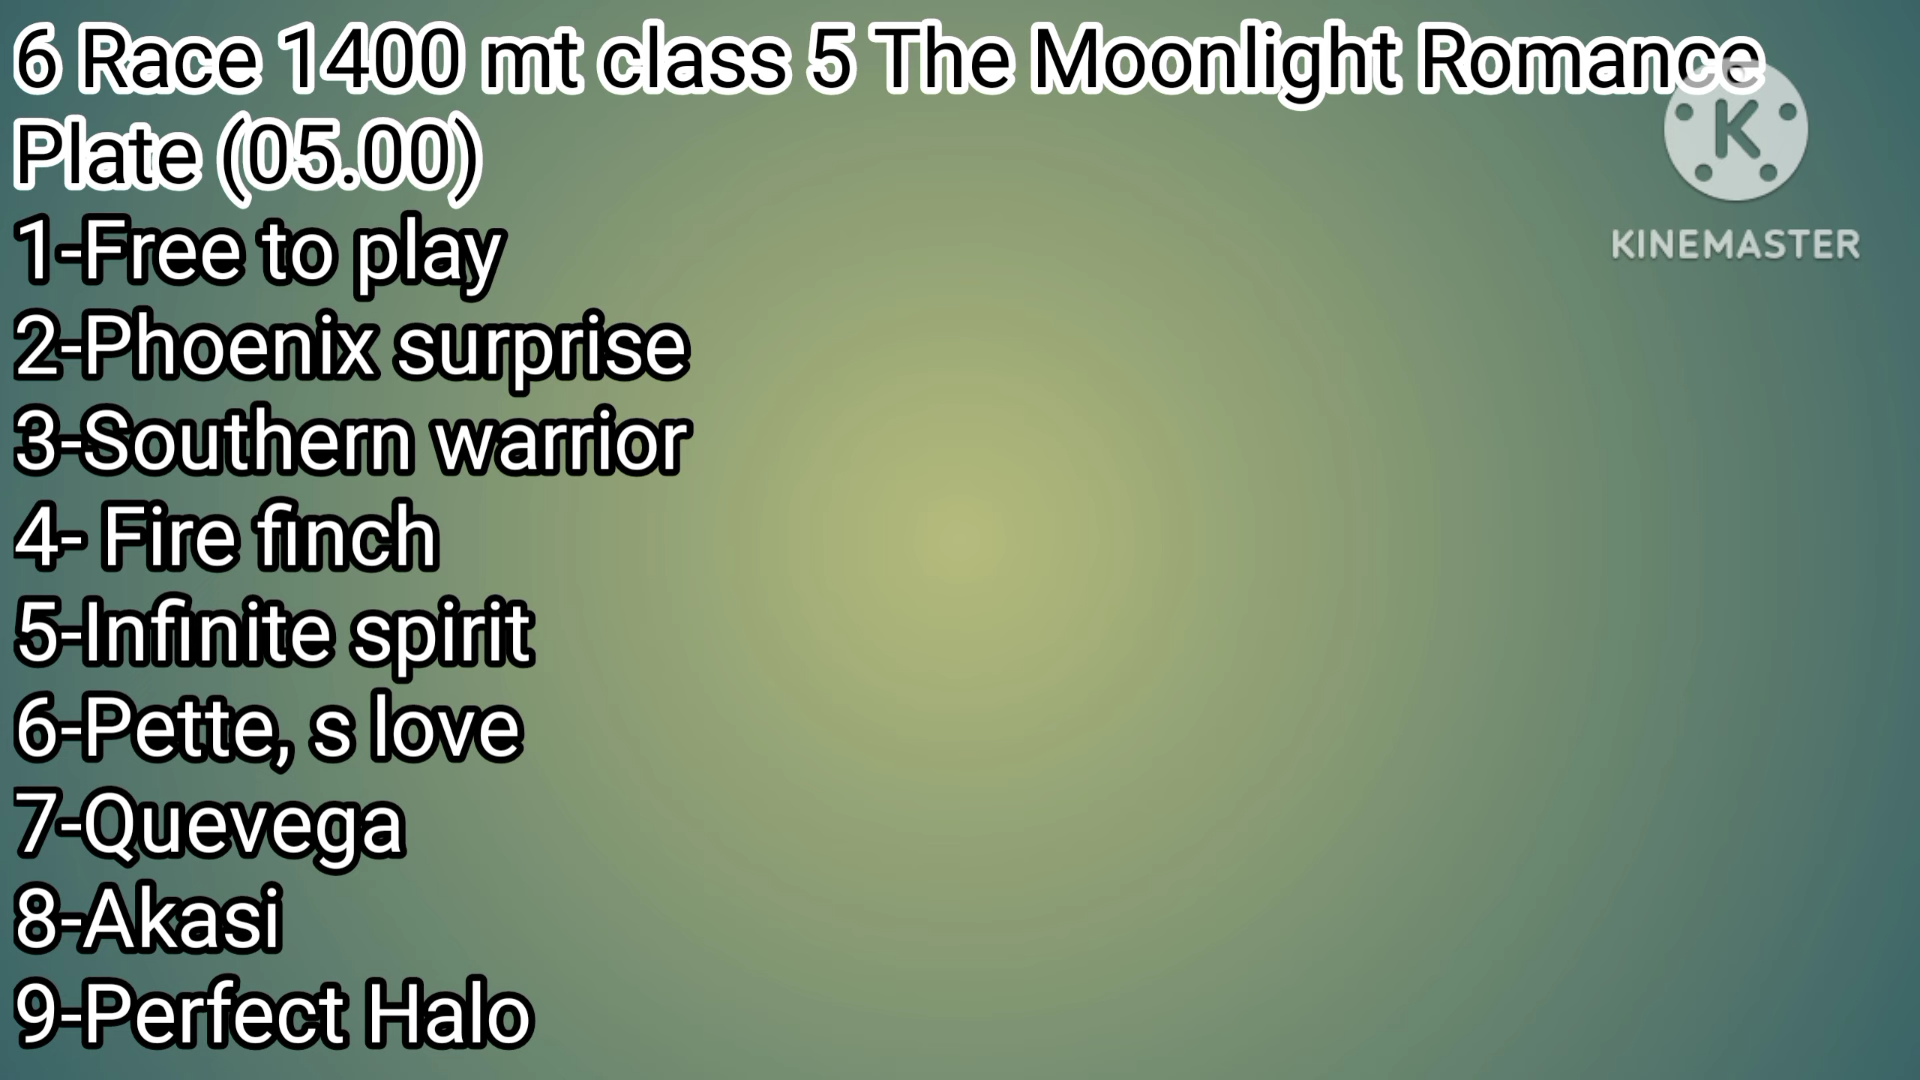 6 Race 1400 mt class 5 The Moonlight Romance
Plate (05.00)
K
KINEMASTER
1-Free to play
2-Phoenix surprise
3-Southern warrior
4- Fire finch
5-Infinite spirit
6-Pette, s love
7-Quevega
8-Akasi
9-Perfect Halo